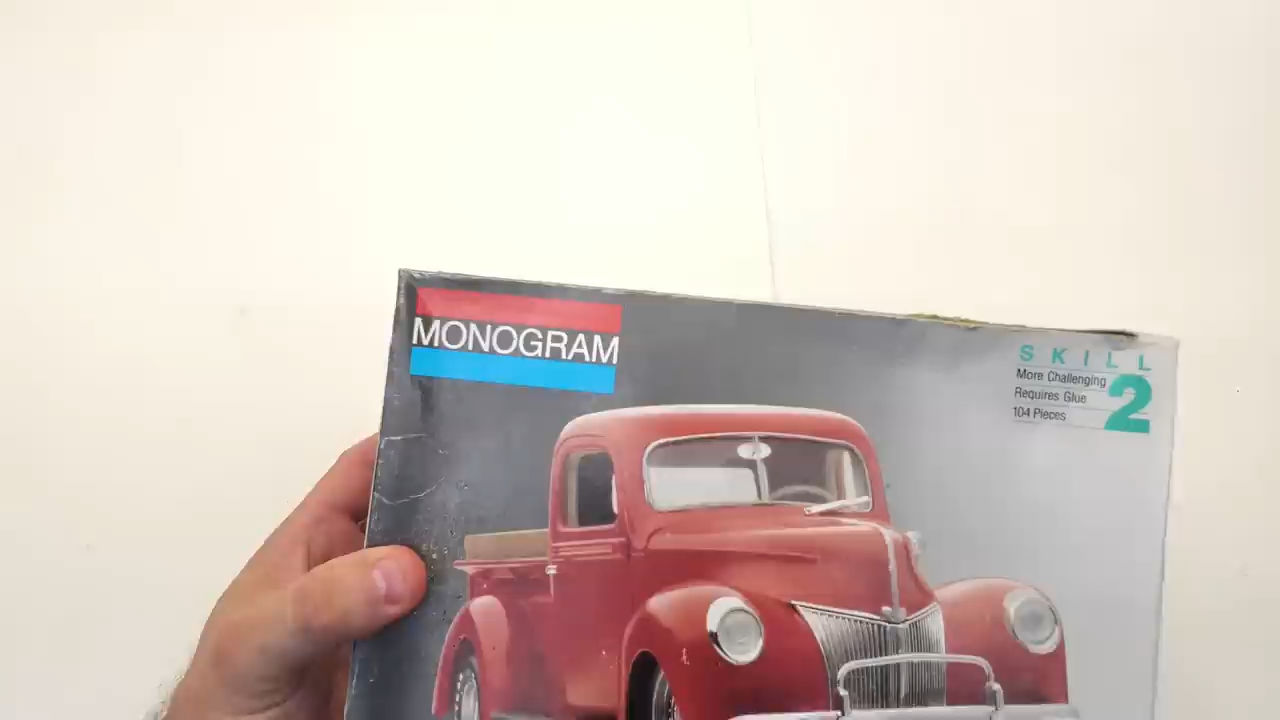 MONOGRAM
SKILL
More Challenging
Requires Glue
104 Pieces
2